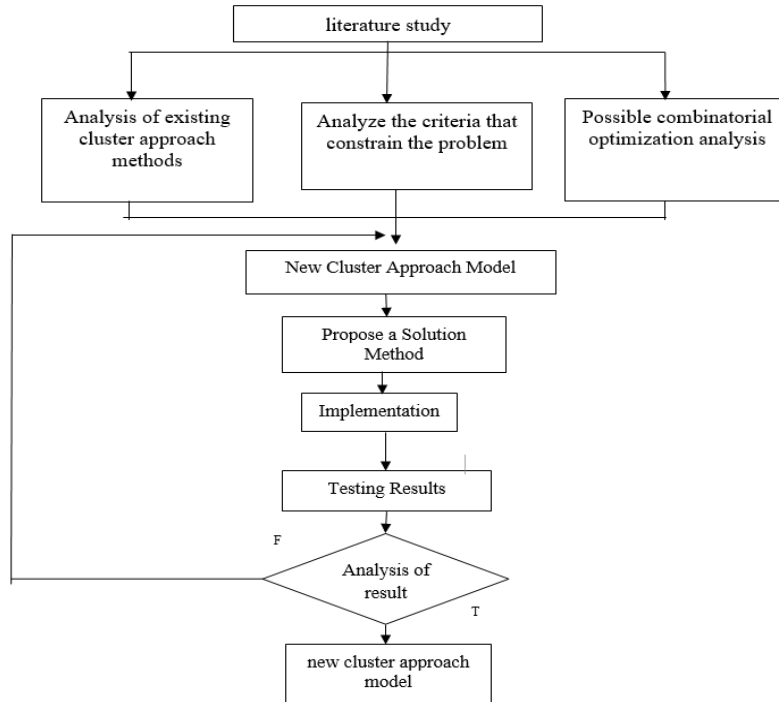 literature study
Analysis of existing
cluster approach
methods
Analyze the criteria that
constrain the problem
Possible combinatorial
optimization analysis
New Cluster Approach Model
Propose a Solution
Method
Implementation
Testing Results
F
Analysis of
result
T
new cluster approach
model